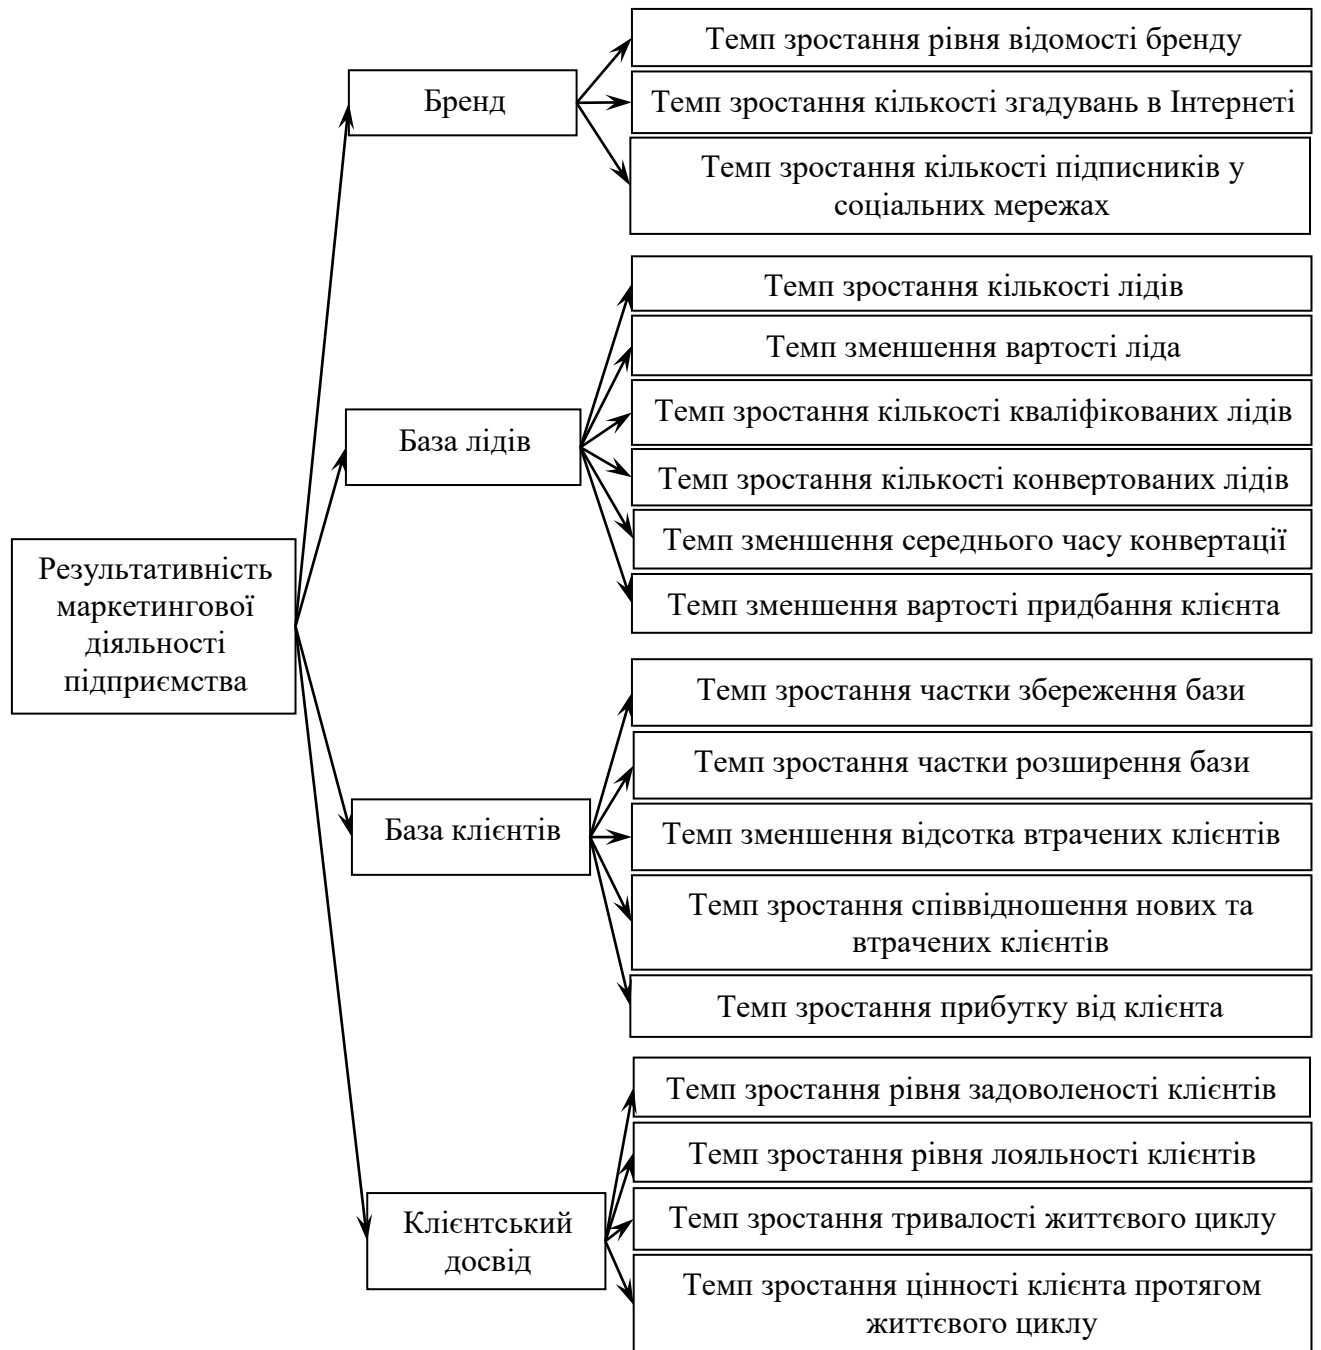 Результативність
маркетингової
діяльності
підприємства
Бренд
Темп зростання рівня відомості бренду
Темп зростання кількості згадувань в Інтернеті
Темп зростання кількості підписників у
соціальних мережах
База лідів
Темп зростання кількості лідів
Темп зменшення вартості ліда
Темп зростання кількості кваліфікованих лідів
Темп зростання кількості конвертованих лідів
Темп зменшення середнього часу конвертації
Темп зменшення вартості придбання клієнта
База клієнтів
Темп зростання частки збереження бази
Темп зростання частки розширення бази
Темп зменшення відсотка втрачених клієнтів
Темп зростання співвідношення нових та
втрачених клієнтів
Темп зростання прибутку від клієнта
Клієнтський
досвід
Темп зростання рівня задоволеності клієнтів
Темп зростання рівня лояльності клієнтів
Темп зростання тривалості життєвого циклу
Темп зростання цінності клієнта протягом
життєвого циклу